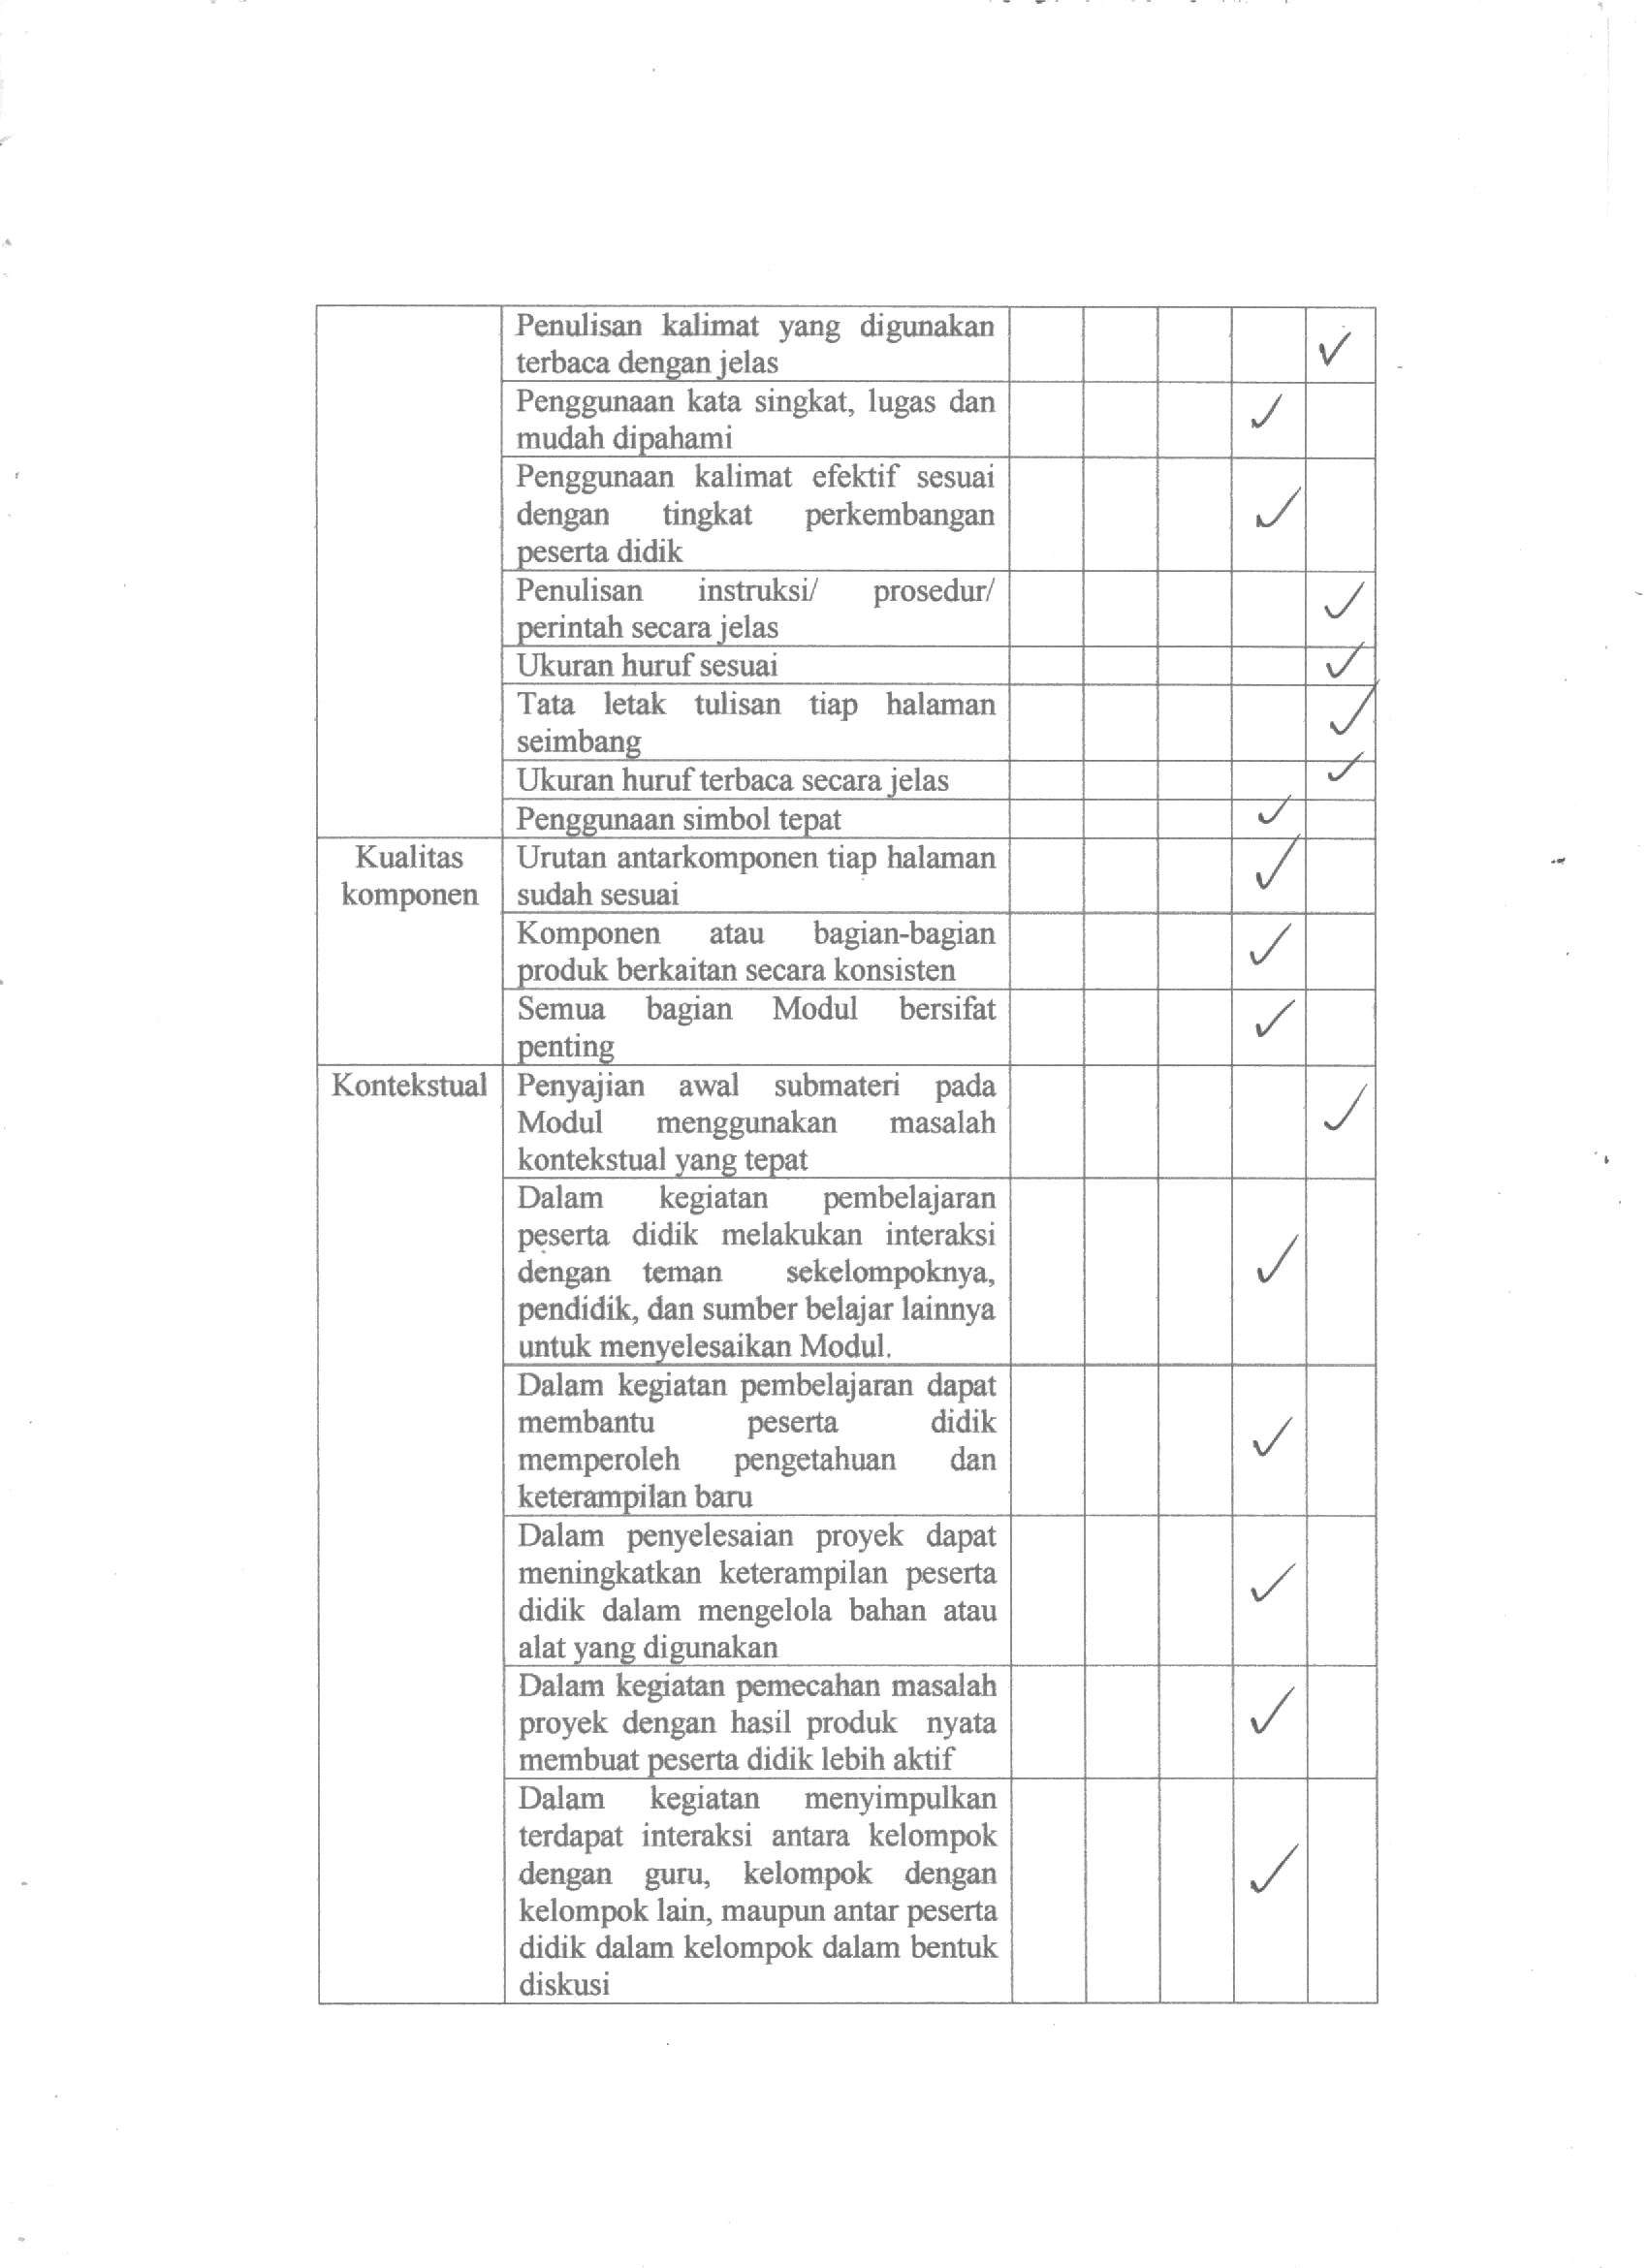 Penulisan kalimat yang digunakan
terbaca dengan jelas
✓
Penggunaan kata singkat, lugas dan
mudah dipahami
✓
Penggunaan kalimat efektif sesuai
dengan tingkat perkembangan
peserta didik
✓
Penulisan instruksi/ prosedur/
perintah secara jelas
✓
Ukuran huruf sesuai
✓
Tata letak tulisan tiap halaman
seimbang
✓
Ukuran huruf terbaca secara jelas
✓
Penggunaan simbol tepat
✓
Kualitas
komponen
Urutan antarkomponen tiap halaman
sudah sesuai
✓
Komponen atau bagian-bagian
produk berkaitan secara konsisten
✓
Semua bagian Modul bersifat
penting
✓
Kontekstual
Penyajian awal submateri pada
Modul menggunakan masalah
kontekstual yang tepat
✓
Dalam kegiatan pembelajaran
peserta didik melakukan interaksi
dengan teman sekelompoknya,
pendidik, dan sumber belajar lainnya
untuk menyelesaikan Modul.
✓
Dalam kegiatan pembelajaran dapat
membantu peserta didik
memperoleh pengetahuan dan
keterampilan baru
✓
Dalam penyelesaian proyek dapat
meningkatkan keterampilan peserta
didik dalam mengelola bahan atau
alat yang digunakan
✓
Dalam kegiatan pemecahan masalah
proyek dengan hasil produk nyata
membuat peserta didik lebih aktif
✓
Dalam kegiatan menyimpulkan
terdapat interaksi antara kelompok
dengan guru, kelompok dengan
kelompok lain, maupun antar peserta
didik dalam kelompok dalam bentuk
diskusi
✓